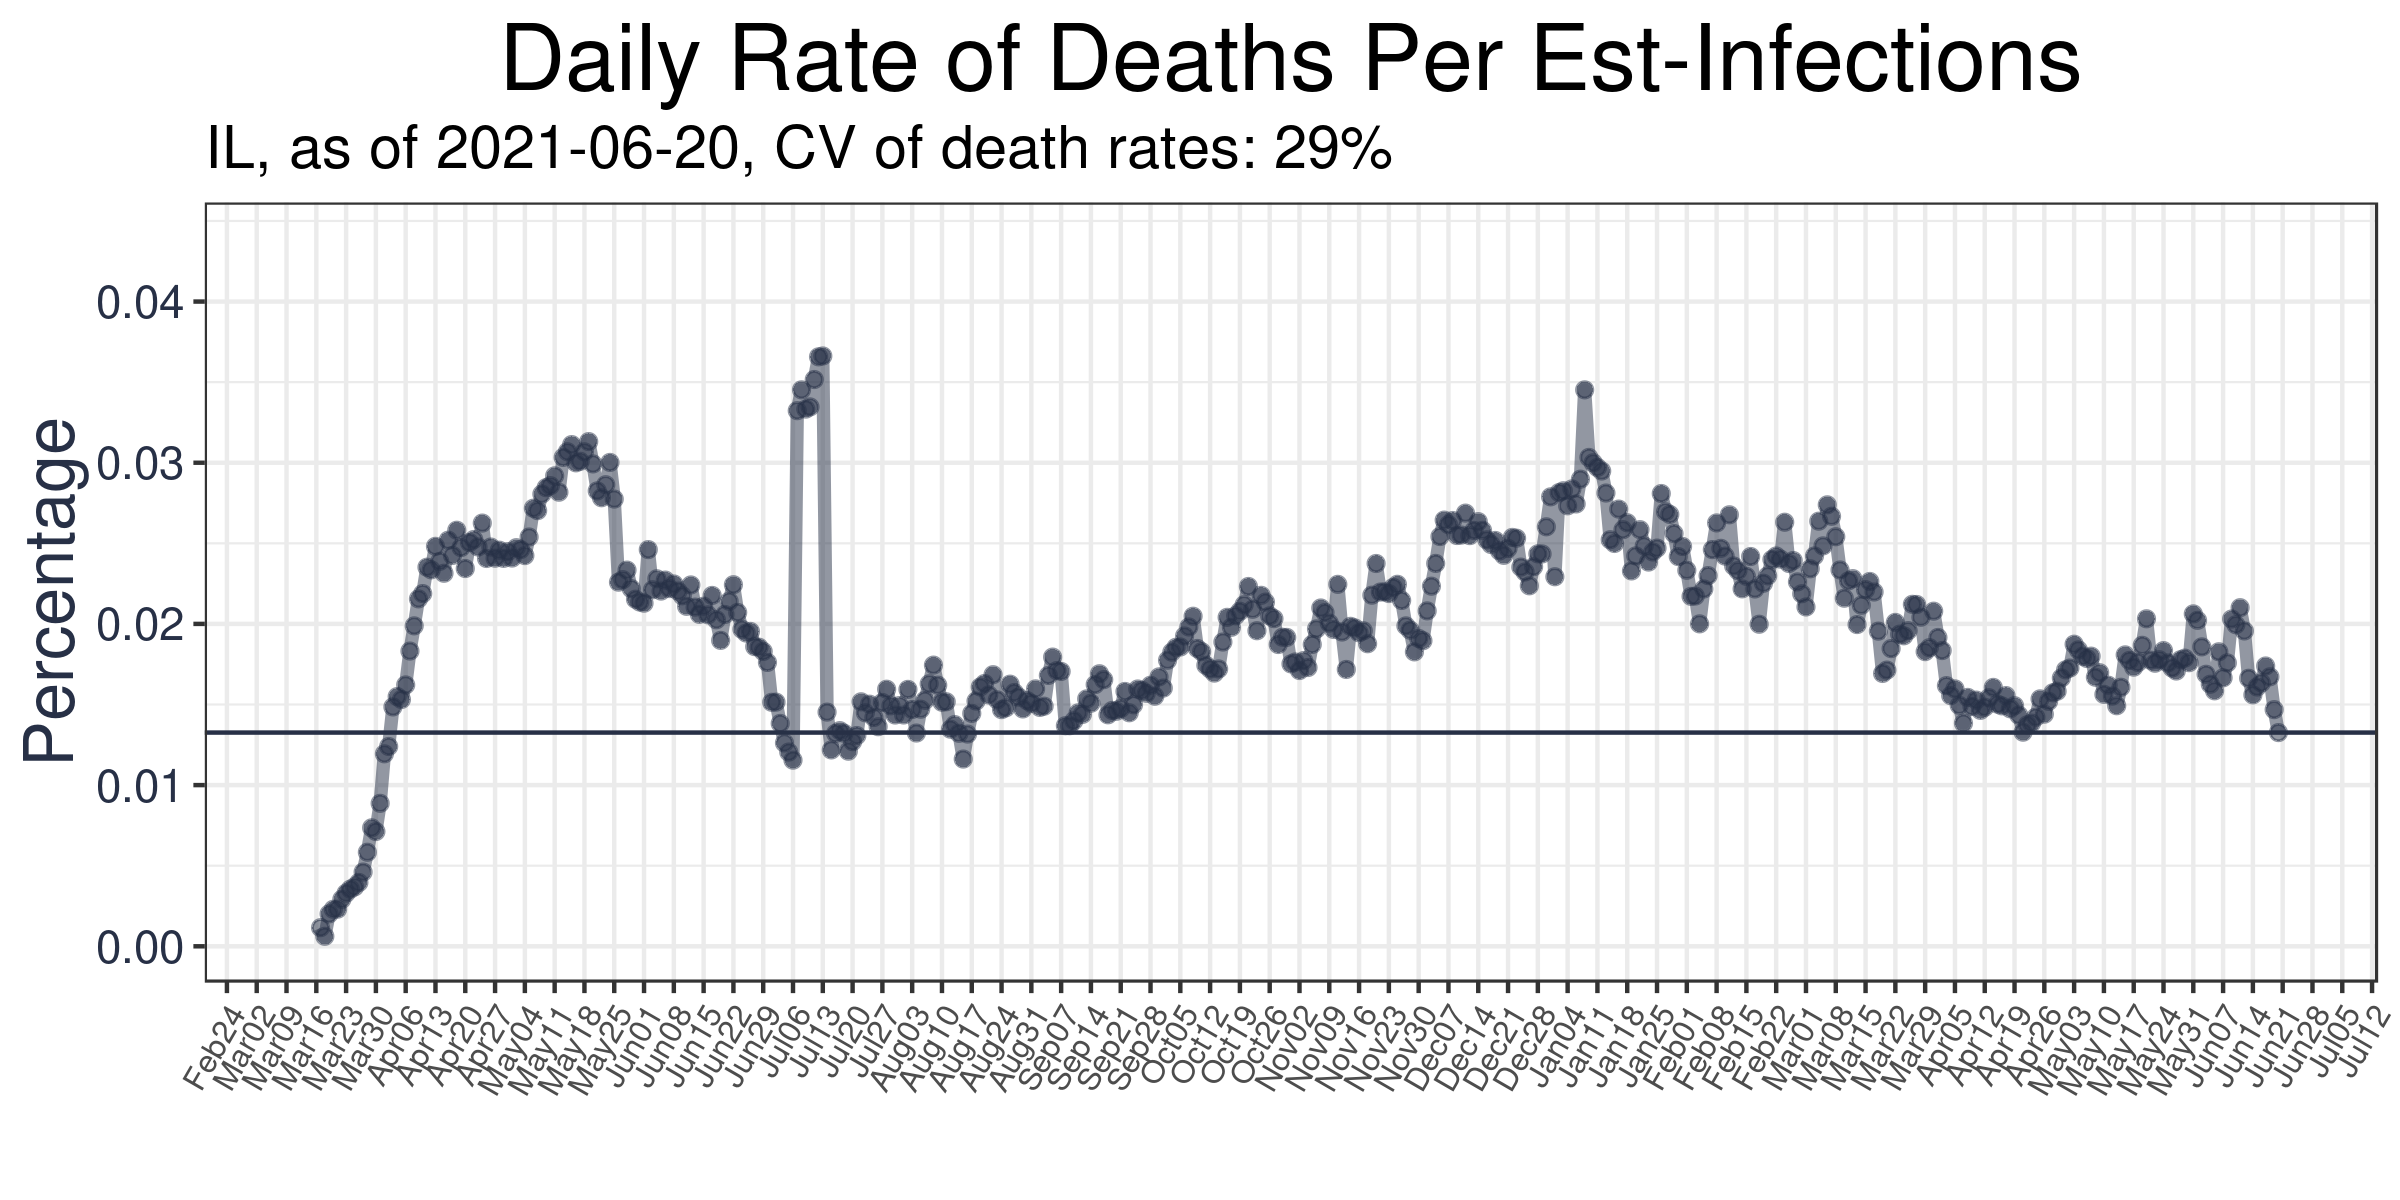 Daily Rate of Deaths Per Est-Infections
IL, as of 2021-06-20, CV of death rates: 29%
Percentage
0.04
0.03
0.02
0.01
0.00
Feb24 Mar02 Mar09 Mar16 Mar23 Mar30 Apr06 Apr13 Apr20 Apr27 May04 May11 May18 May25 Jun01 Jun08 Jun15 Jun22 Jun29 Jul06 Jul13 Jul20 Jul27 Aug03 Aug10 Aug17 Aug24 Aug31 Sep07 Sep14 Sep21 Sep28 Oct05 Oct12 Oct19 Oct26 Nov02 Nov09 Nov16 Nov23 Nov30 Dec07 Dec14 Dec21 Dec28 Jan04 Jan11 Jan18 Jan25 Feb01 Feb08 Feb15 Feb22 Mar01 Mar08 Mar15 Mar22 Mar29 Apr05 Apr12 Apr19 Apr26 May03 May10 May17 May24 May31 Jun07 Jun14 Jun21 Jun28 Jul05 Jul12